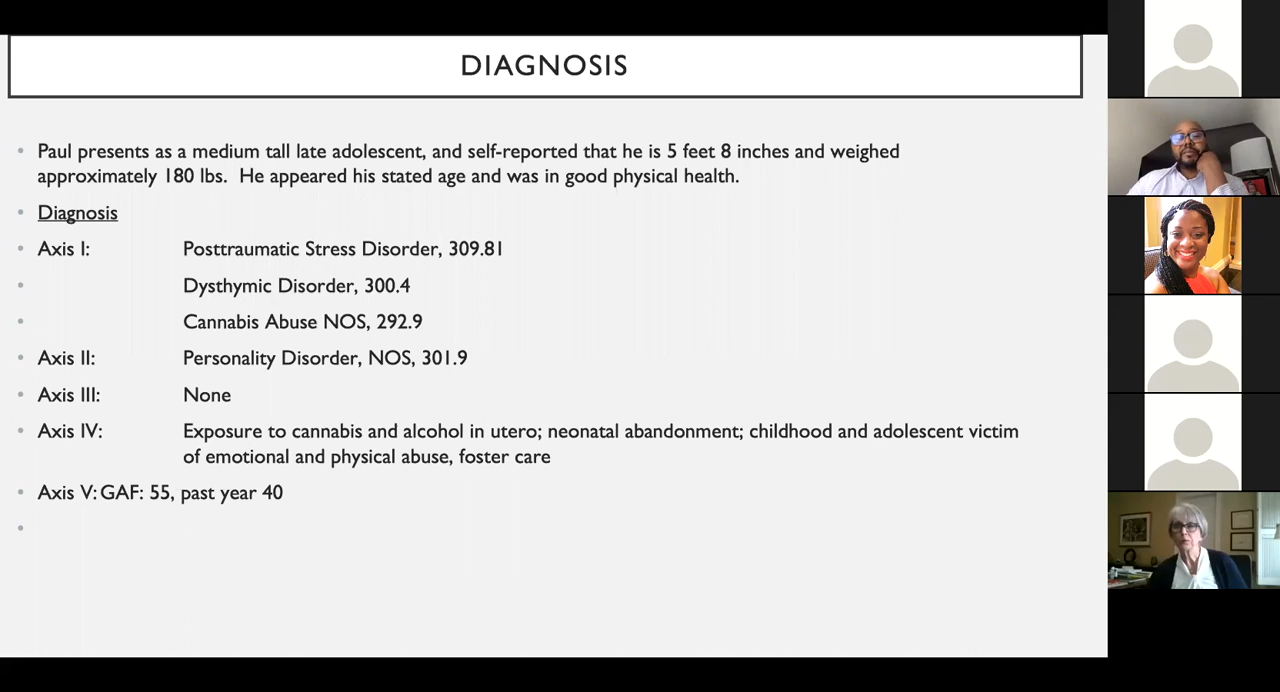 DIAGNOSIS
• Paul presents as a medium tall late adolescent, and self-reported that he is 5 feet 8 inches and weighed
approximately 180 lbs. He appeared his stated age and was in good physical health.
• Diagnosis
• Axis I: Posttraumatic Stress Disorder, 309.81
• Dysthymic Disorder, 300.4
• Cannabis Abuse NOS, 292.9
• Axis II: Personality Disorder, NOS, 301.9
• Axis III: None
• Axis IV: Exposure to cannabis and alcohol in utero; neonatal abandonment; childhood and adolescent victim
of emotional and physical abuse, foster care
• Axis V: GAF: 55, past year 40
•